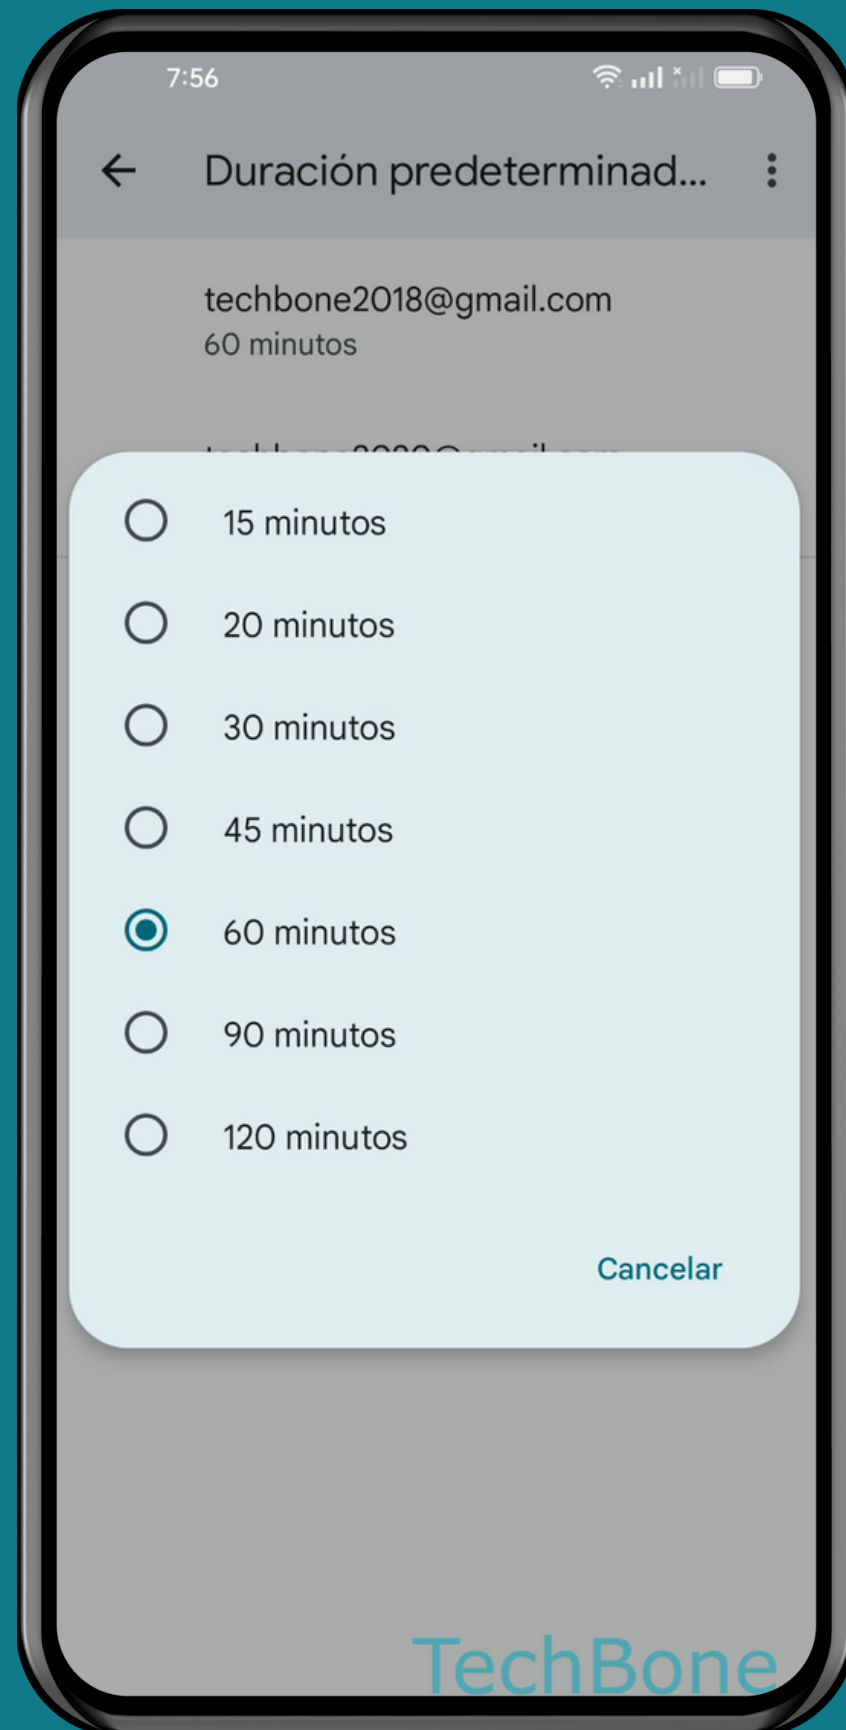 7:56
Duración predeterminad...
techbone2018@gmail.com
60 minutos
15 minutos
20 minutos
30 minutos
45 minutos
60 minutos
90 minutos
120 minutos
Cancelar
TechBone